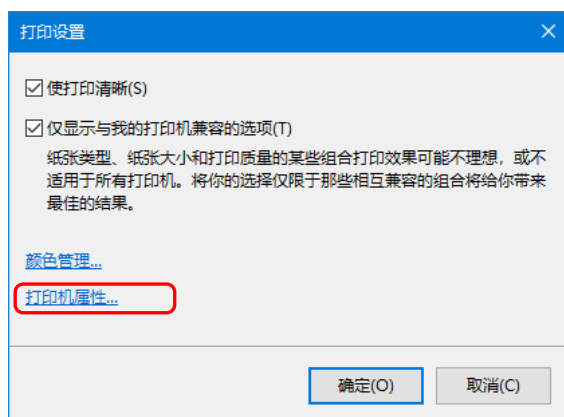 打印设置
使打印清晰(S)
仅显示与我的打印机兼容的选项(T)
纸张类型、纸张大小和打印质量的某些组合打印效果可能不理想，或不
适用于所有打印机。将你的选择仅限于那些相互兼容的组合将给你带来
最佳的结果。
颜色管理...
打印机属性...
确定(O)
取消(C)